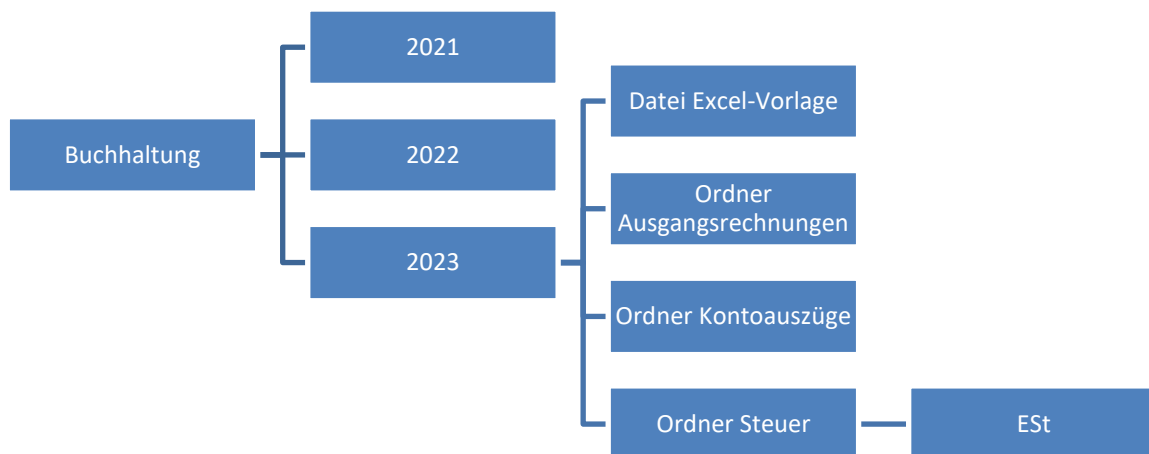 Buchhaltung
2021
2022
2023
Datei Excel-Vorlage
Ordner
Ausgangsrechnungen
Ordner Kontoauszüge
Ordner Steuer
ESt